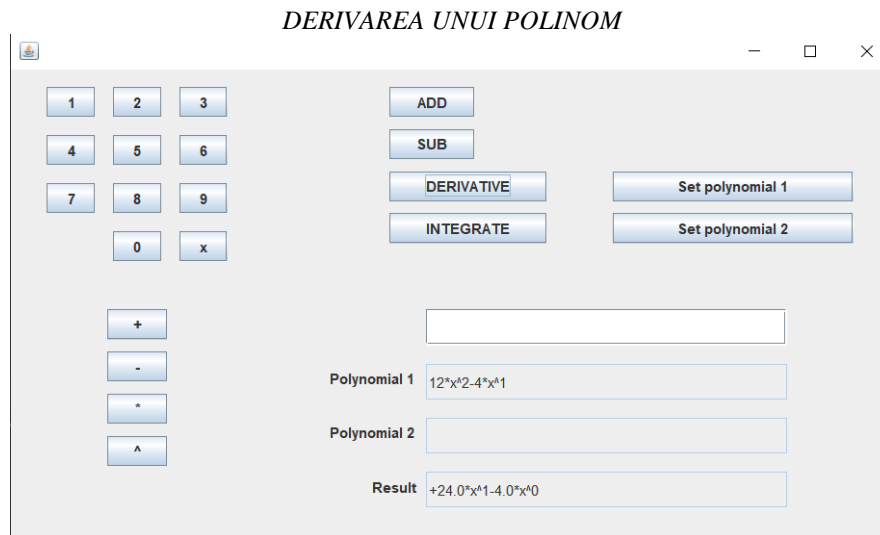 DERIVAREA UNUI POLINOM
1 2 3 ADD
4 5 6 SUB
7 8 9 DERIVATIVE Set polynomial 1
0 x INTEGRATE Set polynomial 2
+
-
Polynomial 1 12*x^2-4*x^1
*
Polynomial 2
^
Result +24.0*x^1-4.0*x^0